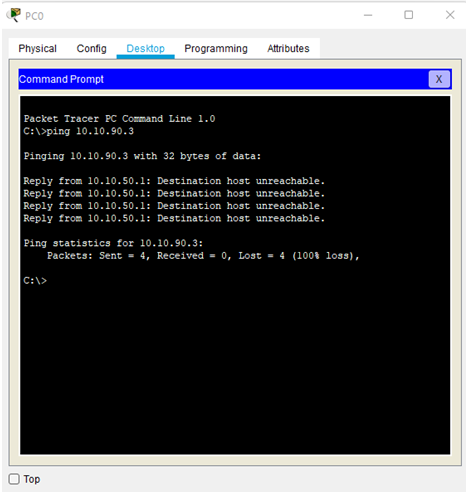 PC0
Physical Config Desktop Programming Attributes
Command Prompt X
Packet Tracer PC Command Line 1.0
C:\>ping 10.10.90.3
Pinging 10.10.90.3 with 32 bytes of data:
Reply from 10.10.50.1: Destination host unreachable.
Reply from 10.10.50.1: Destination host unreachable.
Reply from 10.10.50.1: Destination host unreachable.
Reply from 10.10.50.1: Destination host unreachable.
Ping statistics for 10.10.90.3:
    Packets: Sent = 4, Received = 0, Lost = 4 (100% loss),
C:\>
Top